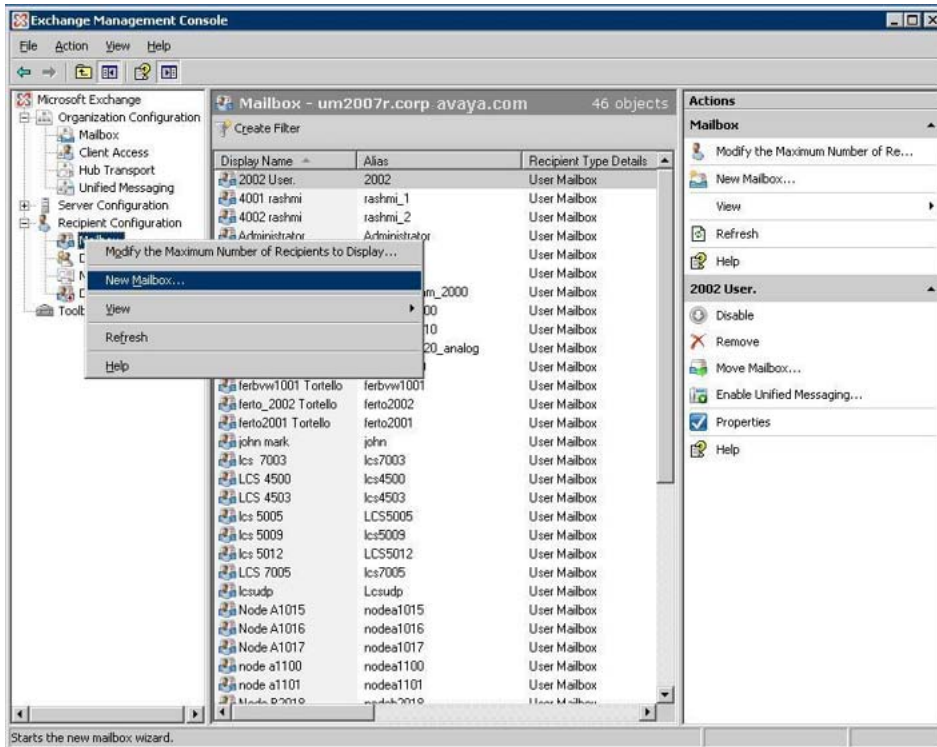 Exchange Management Console
File Action View Help
Microsoft Exchange
Organization Configuration
Mailbox
Client Access
Hub Transport
Unified Messaging
Server Configuration
Recipient Configuration
Modify the Maximum Number of Recipients to Display...
New Mailbox...
View
Refresh
Help
Mailbox - um2007r.corp.avaya.com 46 objects
Create Filter
Display Name Alias Recipient Type Details
2002 User. 2002 User Mailbox
4001 rashmi rashmi_1 User Mailbox
4002 rashmi rashmi_2 User Mailbox
Administrator Administrator User Mailbox
User Mailbox
User Mailbox
m_2000 User Mailbox
00 User Mailbox
10 User Mailbox
20_analog User Mailbox
User Mailbox
ferbvw1001 Tortello ferbvw1001 User Mailbox
ferto_2002 Tortello ferto2002 User Mailbox
ferto2001 Tortello ferto2001 User Mailbox
john mark john User Mailbox
lcs 7003 lcs7003 User Mailbox
LCS 4500 lcs4500 User Mailbox
LCS 4503 lcs4503 User Mailbox
lcs 5005 LCS5005 User Mailbox
lcs 5009 lcs5009 User Mailbox
lcs 5012 LCS5012 User Mailbox
LCS 7005 lcs7005 User Mailbox
lcsudp Lcsudp User Mailbox
Node A1015 nodea1015 User Mailbox
Node A1016 nodea1016 User Mailbox
Node A1017 nodea1017 User Mailbox
node a1100 nodea1100 User Mailbox
node a1101 nodea1101 User Mailbox
Node B2018 nodeb2018 User Mailbox
Actions
Mailbox
Modify the Maximum Number of Re...
New Mailbox...
View
Refresh
Help
2002 User.
Disable
Remove
Move Mailbox...
Enable Unified Messaging...
Properties
Help
Starts the new mailbox wizard.